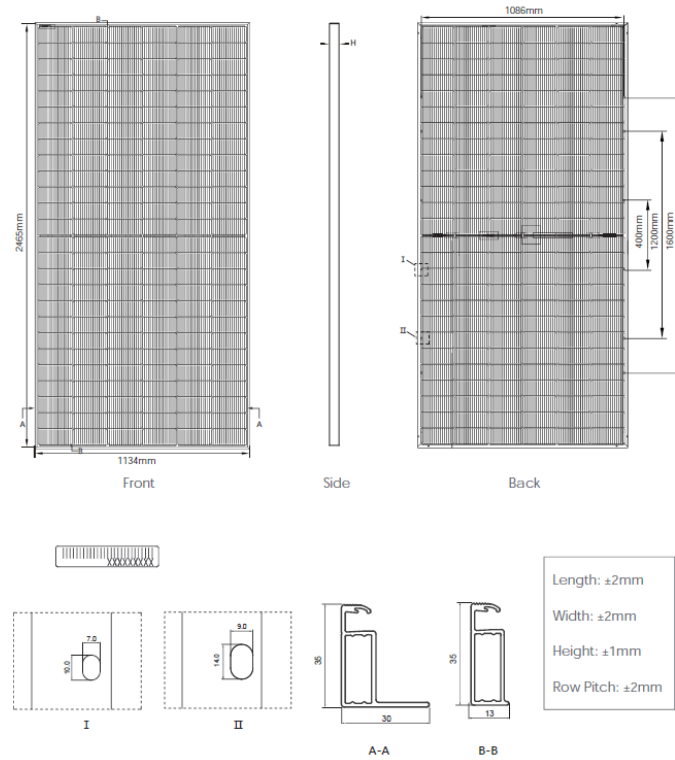 B
1086mm
H
2465mm
400mm
1200mm
1600mm
I
II
A
A
B
1134mm
Front
Side
Back
7.0
10.0
9.0
14.0
35
35
30
13
I
II
A-A
B-B
Length: ±2mm
Width: ±2mm
Height: ±1mm
Row Pitch: ±2mm